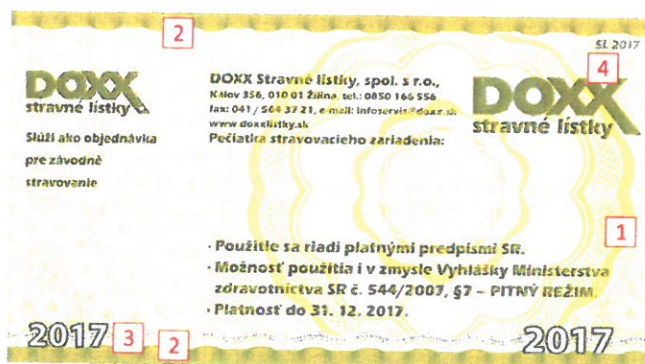 2
SL 2017
4
DOXX
stravné lístky
Slúži ako objednávka
pre závodné
stravovanie
DOXX Stravné lístky, spol. s r.o.,
Kálov 356, 010 01 Žilina, tel.: 0850 166 556
fax: 041 / 564 37 21, e-mail: infoservis@doxx.sk
www.doxxlistky.sk
Pečiatka stravovacieho zariadenia:
DOXX
stravné lístky
1
· Použitie sa riadi platnými predpismi SR.
· Možnosť použitia i v zmysle Vyhlášky Ministerstva
zdravotníctva SR č. 544/2007, §7 – PITNÝ REŽIM.
· Platnosť do 31. 12. 2017.
2017
3
2
2017